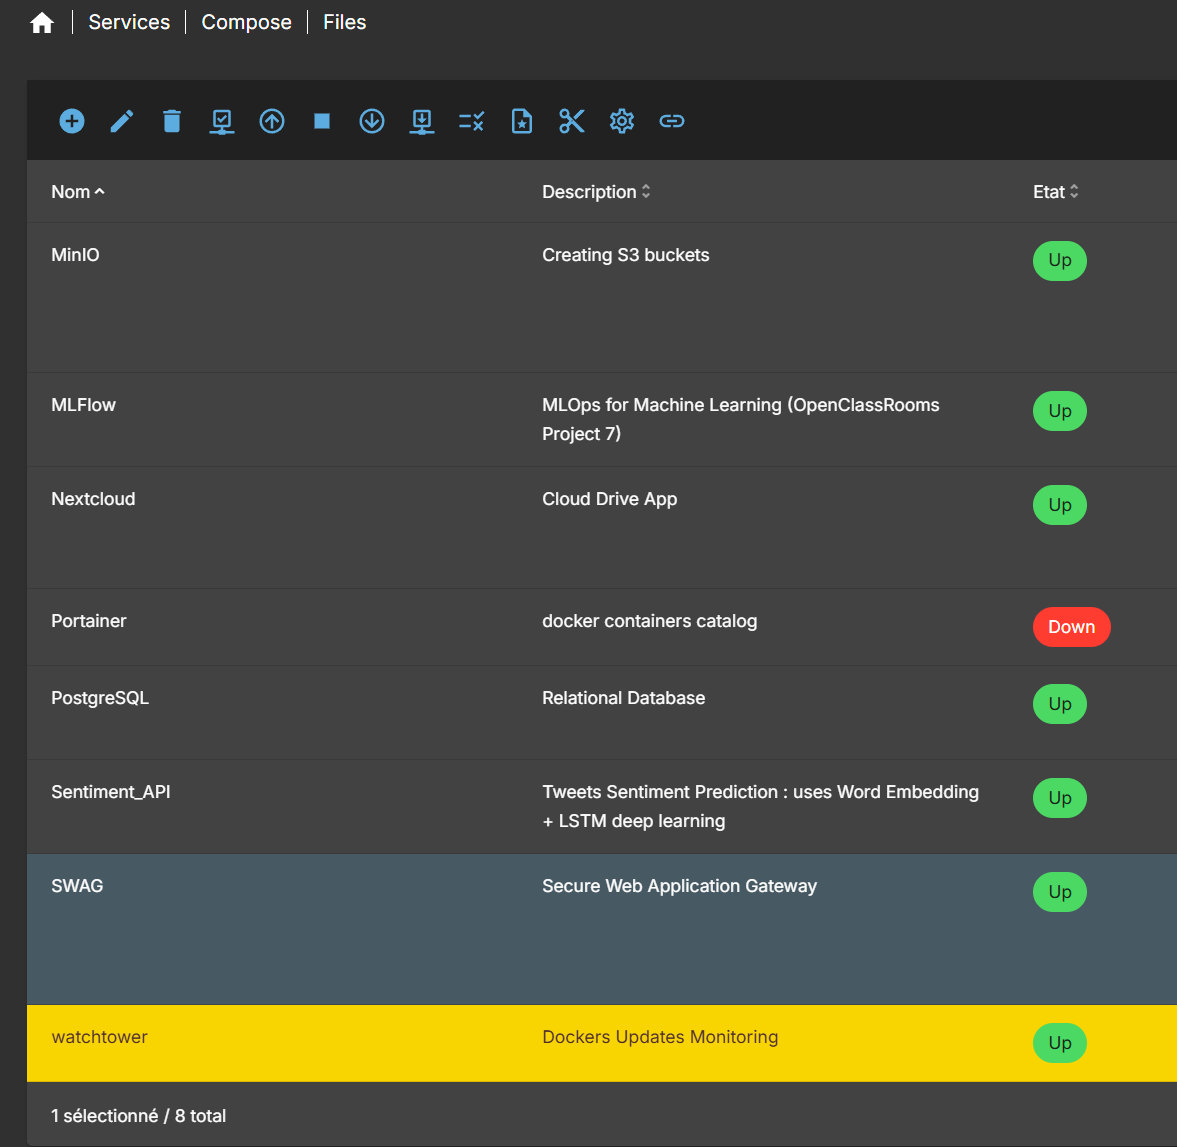 Services | Compose | Files
Nom Description Etat
MinIO Creating S3 buckets Up
MLFlow MLOps for Machine Learning (OpenClassRooms Up
Project 7)
Nextcloud Cloud Drive App Up
Portainer docker containers catalog Down
PostgreSQL Relational Database Up
Sentiment_API Tweets Sentiment Prediction : uses Word Embedding Up
+ LSTM deep learning
SWAG Secure Web Application Gateway Up
watchtower Dockers Updates Monitoring Up
1 sélectionné / 8 total